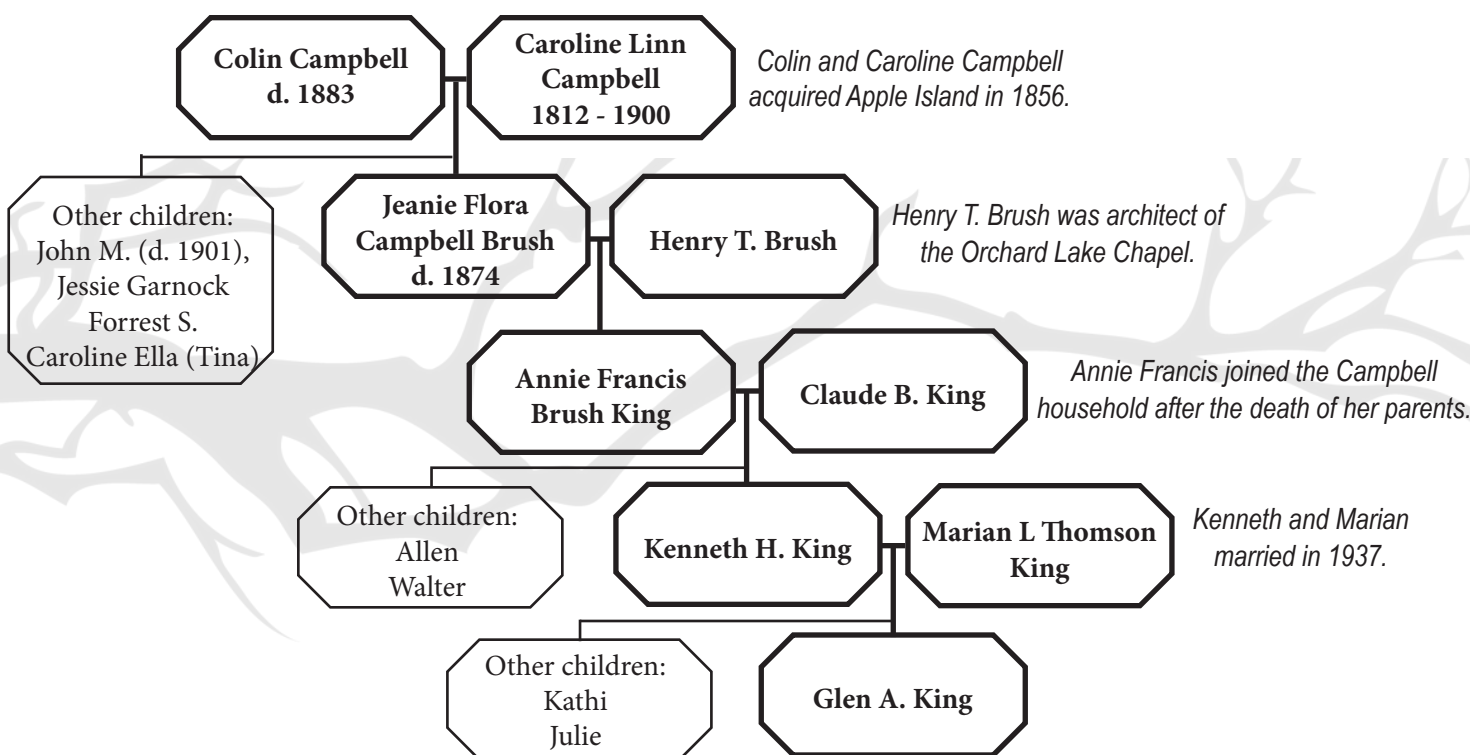 Colin Campbell
d. 1883
Caroline Linn
Campbell
1812 - 1900
Colin and Caroline Campbell
acquired Apple Island in 1856.
Other children:
John M. (d. 1901),
Jessie Garnock
Forrest S.
Caroline Ella (Tina)
Jeanie Flora
Campbell Brush
d. 1874
Henry T. Brush
Henry T. Brush was architect of
the Orchard Lake Chapel.
Annie Francis
Brush King
Claude B. King
Annie Francis joined the Campbell
household after the death of her parents.
Other children:
Allen
Walter
Kenneth H. King
Marian L Thomson
King
Kenneth and Marian
married in 1937.
Other children:
Kathi
Julie
Glen A. King